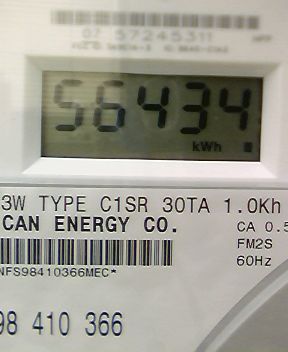 07 57245311
56434
kWh
3W TYPE C1SR 30TA 1.0Kh
CAN ENERGY CO.
CA 0.5
FM2S
NFS98410366MEC*
60Hz
98 410 366